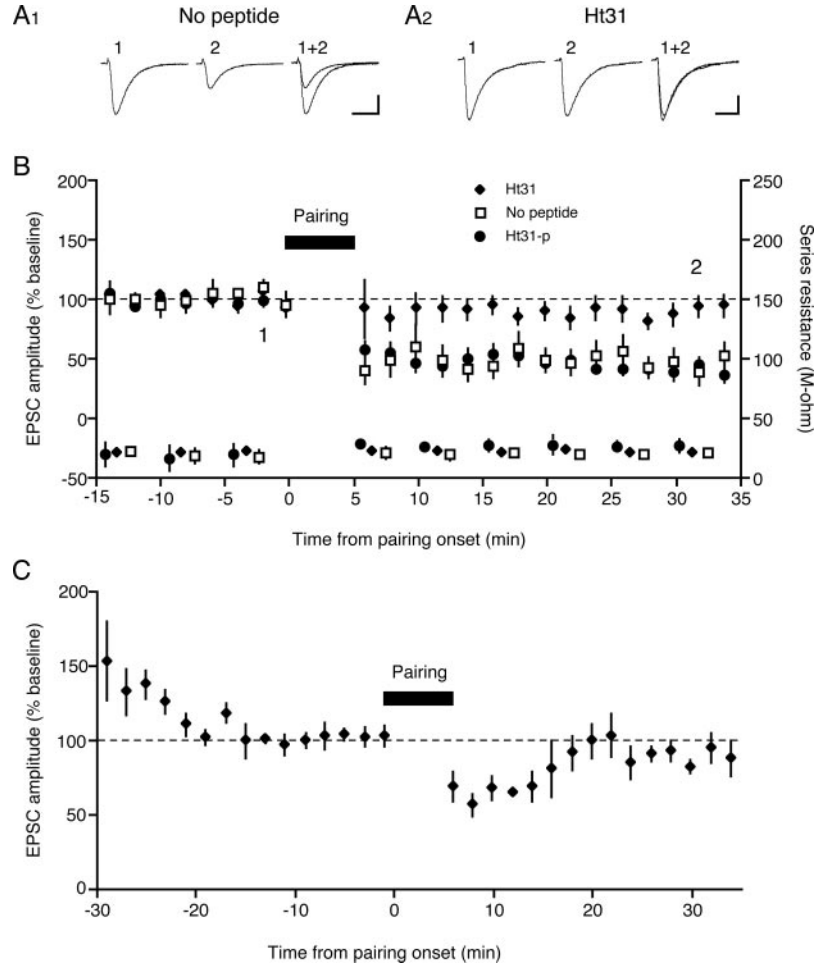 A1 No peptide
1 2 1+2
A2 Ht31
1 2 1+2
B
EPSC amplitude (% baseline)
200
150
100
50
0
-50
Pairing
Ht31
No peptide
Ht31-p
1
2
250
200
150
100
50
0
Series resistance
(M-ohm)
-15 -10 -5 0 5 10 15 20 25 30 35
Time from pairing onset (min)
C
EPSC amplitude (% baseline)
200
150
100
50
0
Pairing
-30 -20 -10 0 10 20 30
Time from pairing onset (min)